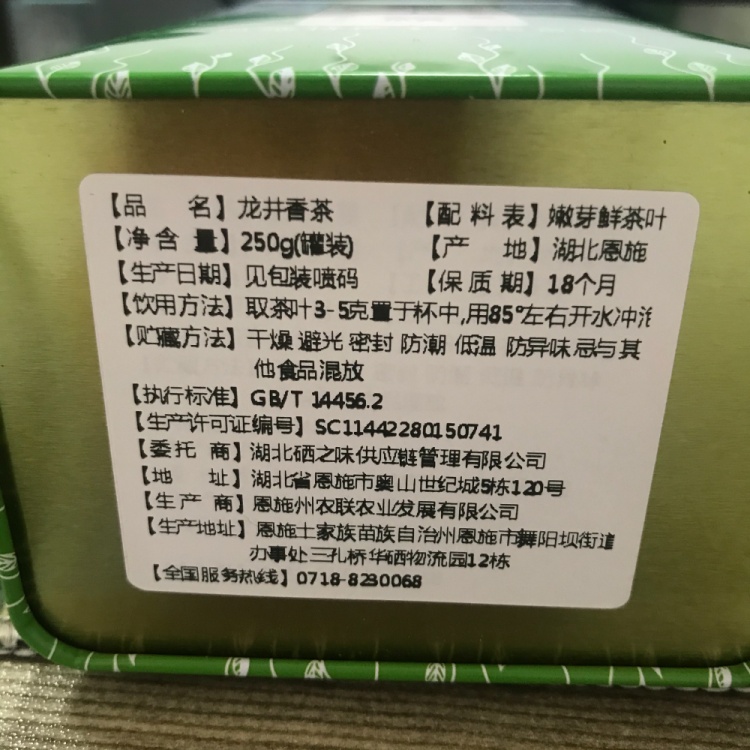 【品 名】龙井香茶 【配 料 表】嫩芽鲜茶叶
【净 含 量】250g(罐装) 【产 地】湖北恩施
【生产日期】见包装喷码 【保 质 期】18个月
【饮用方法】取茶叶3-5克置于杯中,用85°左右开水冲泡
【贮藏方法】干燥 避光 密封 防潮 低温 防异味 忌与其
他食品混放
【执行标准】GB/T 14456.2
【生产许可证编号】SC11442280150741
【委 托 商】湖北硒之味供应链管理有限公司
【地 址】湖北省恩施市奥山世纪城5栋120号
【生 产 商】恩施州农联农业发展有限公司
【生产地址】恩施土家族苗族自治州恩施市舞阳坝街道
办事处三孔桥华硒物流园12栋
【全国服务热线】0718-8230068